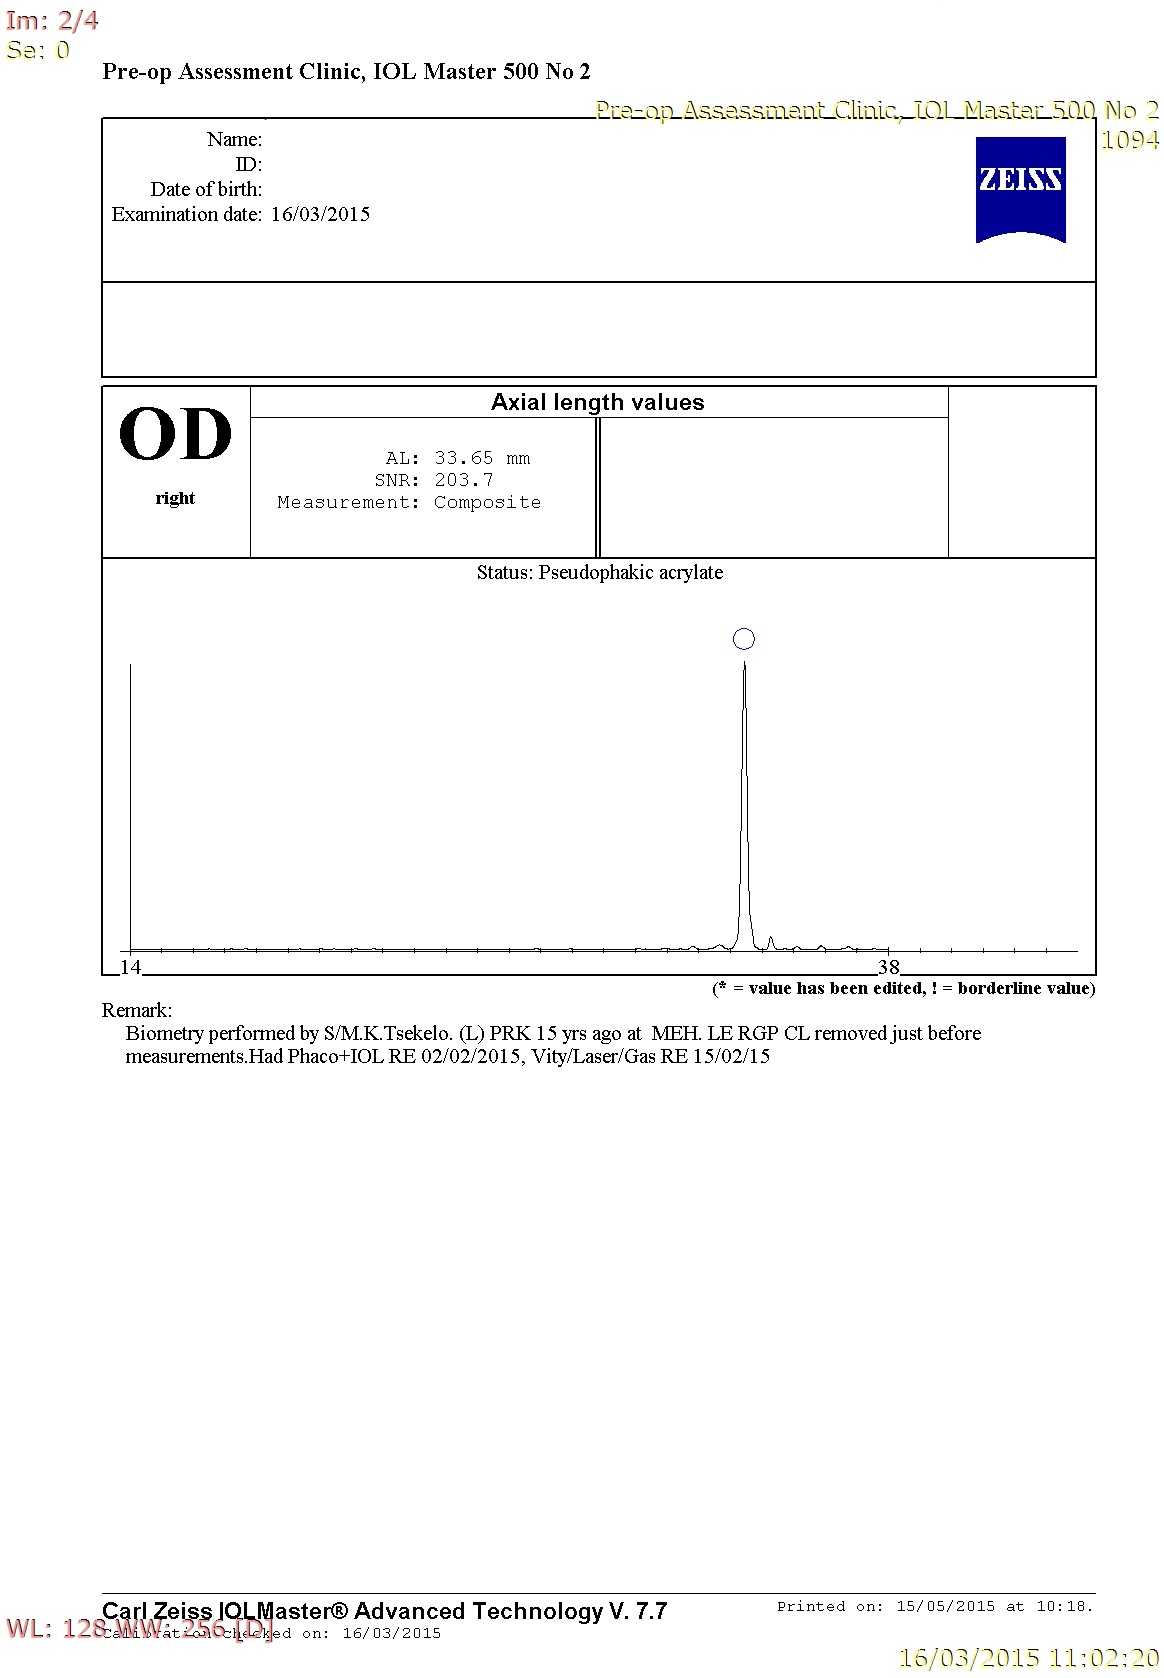 Im: 2/4
Se: 0
Pre-op Assessment Clinic, IOL Master 500 No 2
Pre-op Assessment Clinic, IOL Master 500 No 2
1094
Name:
ID:
Date of birth:
Examination date: 16/03/2015
ZEISS
OD
right
Axial length values
AL: 33.65 mm
SNR: 203.7
Measurement: Composite
Status: Pseudophakic acrylate
14
38
(* = value has been edited, ! = borderline value)
Remark:
Biometry performed by S/M.K.Tsekelo. (L) PRK 15 yrs ago at  MEH. LE RGP CL removed just before
measurements.Had Phaco+IOL RE 02/02/2015, Vity/Laser/Gas RE 15/02/15
Carl Zeiss IOLMaster® Advanced Technology V. 7.7
Printed on: 15/05/2015 at 10:18.
WL: 128 WW: 256 [D]
Calibration checked on: 16/03/2015
16/03/2015 11:02:20